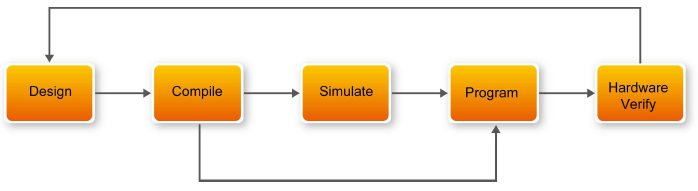 Design
Compile
Simulate
Program
Hardware
Verify